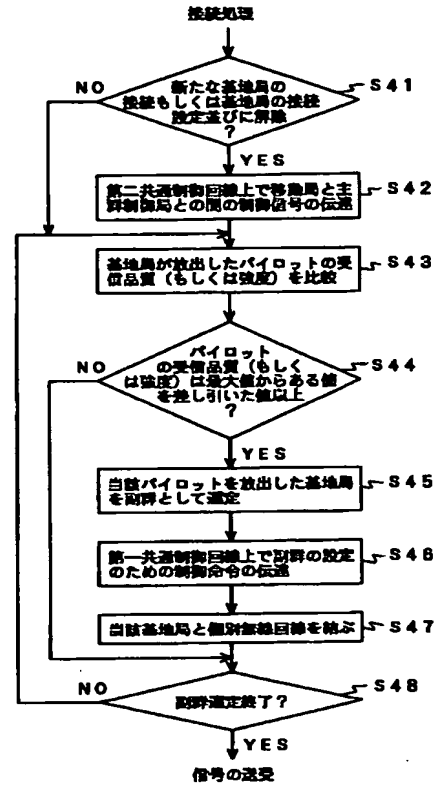 接続処理
新たな基地局の
接続もしくは基地局の接続
設定並びに解除
?
S41
NO
YES
第二共通制御回線上で移動局と主
群制御局との間の制御信号の伝達
S42
基地局が放出したパイロットの受
信品質(もしくは強度)を比較
S43
パイロット
の受信品質(もしく
は強度)は最大値からある値
を差し引いた値以上
?
S44
NO
YES
当該パイロットを放出した基地局
を副群として選定
S45
第一共通制御回線上で副群の設定
のための制御命令の伝達
S46
当該基地局と個別無線回線を結ぶ
S47
副群選定終了?
S48
NO
YES
信号の送受